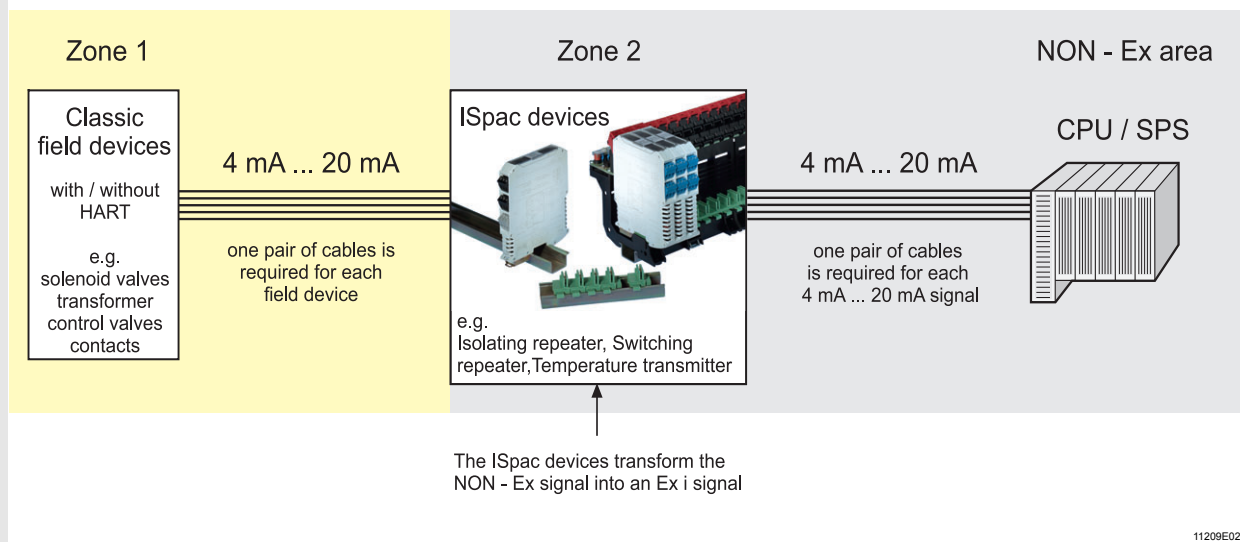 Zone 1
Zone 2
NON - Ex area
Classic
field devices
with / without
HART
e.g.
solenoid valves
transformer
control valves
contacts
4 mA ... 20 mA
one pair of cables is
required for each
field device
ISpac devices
e.g.
Isolating repeater, Switching
repeater,Temperature transmitter
4 mA ... 20 mA
one pair of cables
is required for each
4 mA ... 20 mA signal
CPU / SPS
The ISpac devices transform the
NON - Ex signal into an Ex i signal
11209E02